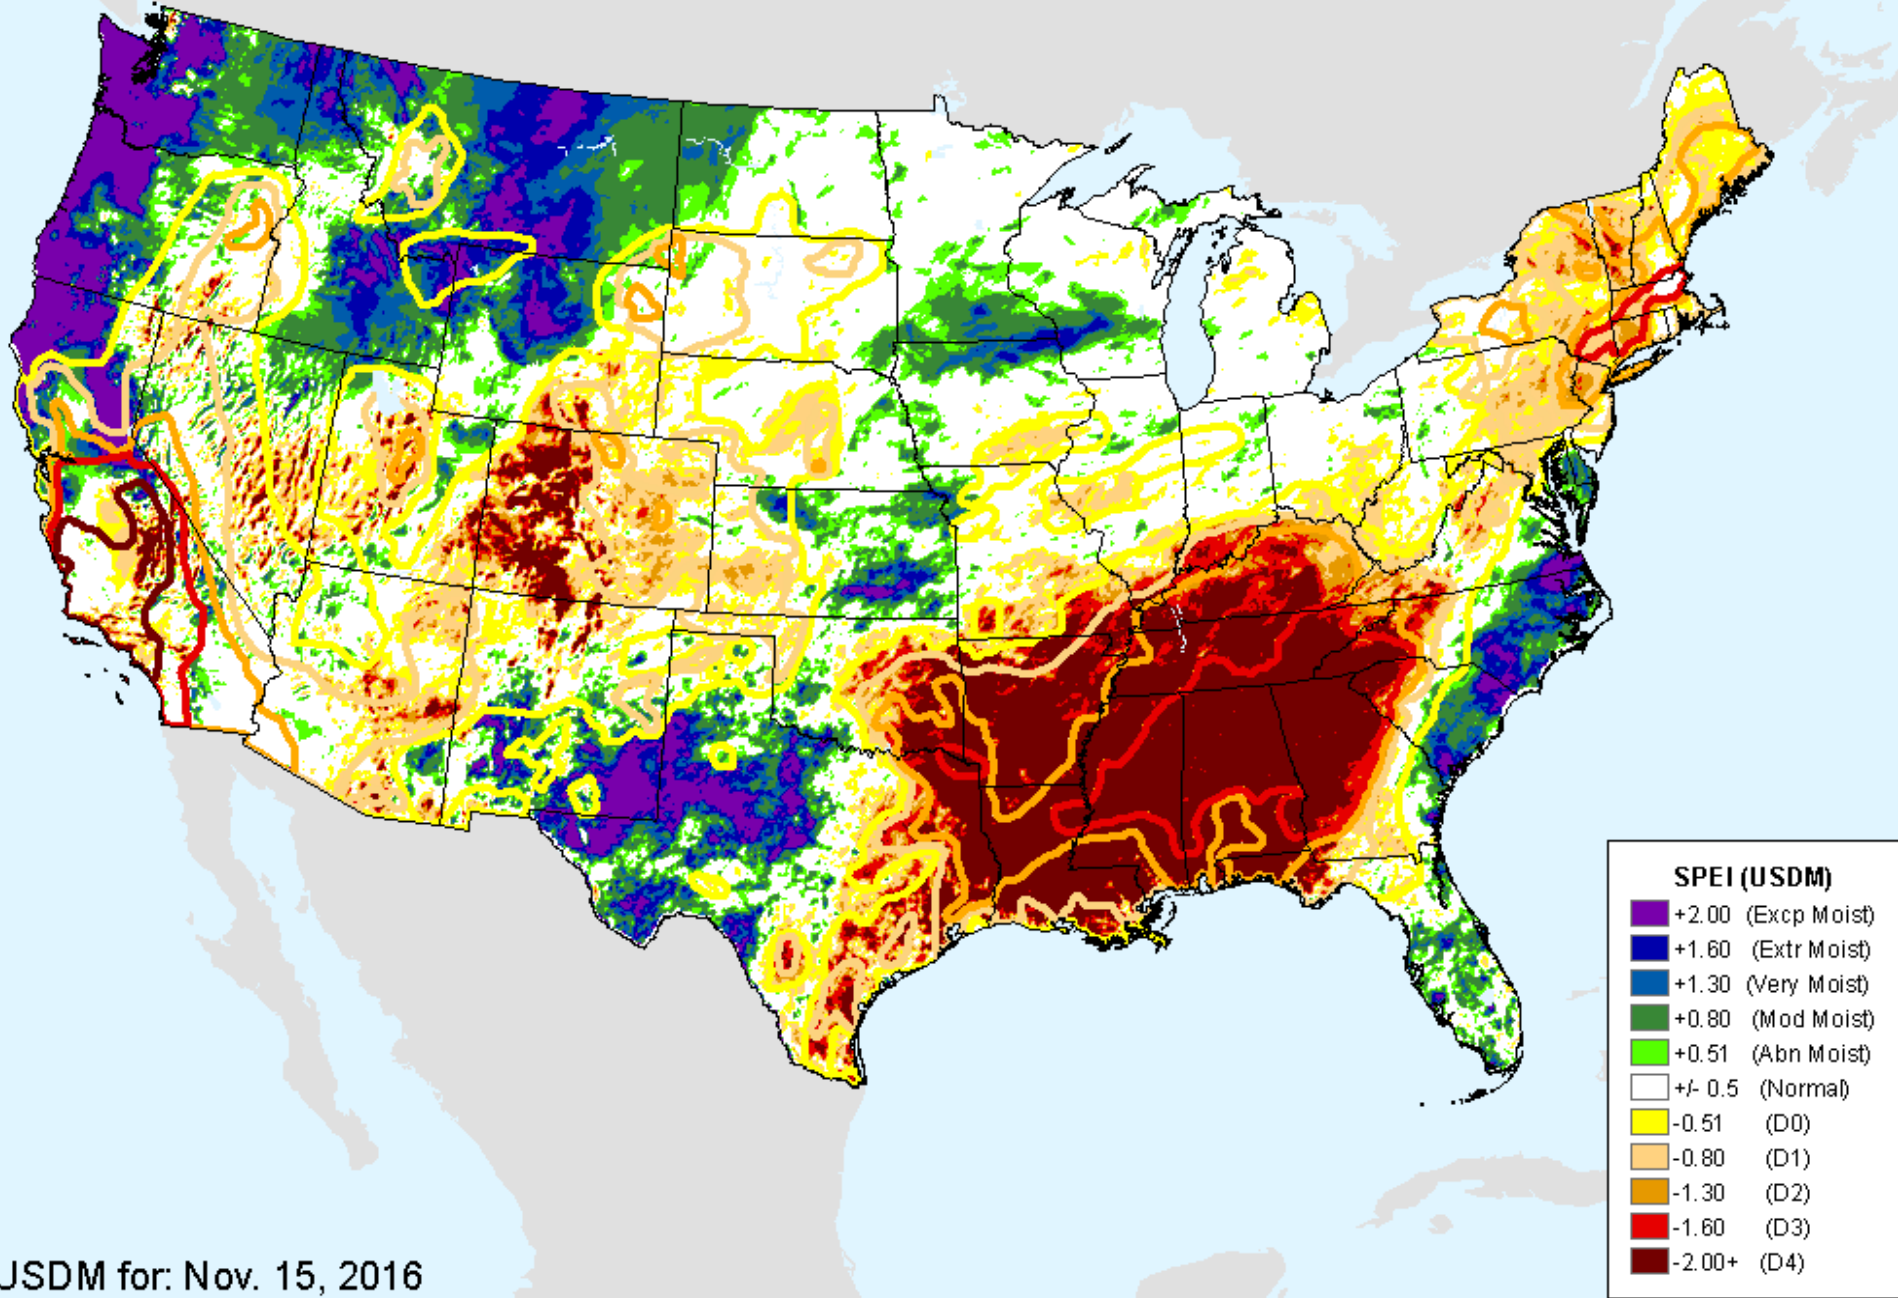 SPEI (USDM)
+2.00 (Excp Moist)
+1.60 (Extr Moist)
+1.30 (Very Moist)
+0.80 (Mod Moist)
+0.51 (Abn Moist)
+/- 0.5 (Normal)
-0.51 (D0)
-0.80 (D1)
-1.30 (D2)
-1.60 (D3)
-2.00+ (D4)
USDM for: Nov. 15, 2016